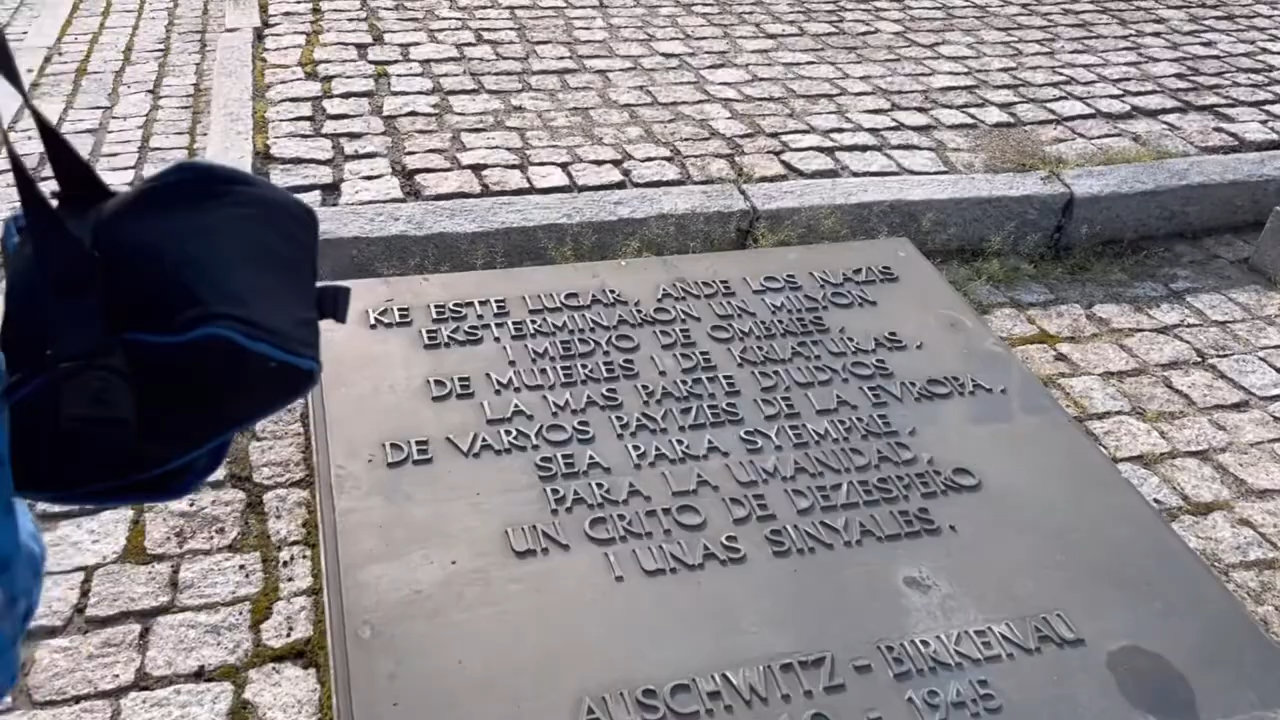 KE ESTE LUGAR, ANDE LOS NAZIS
EKSTERMINARON UN MILYON
I MEDYO DE OMBRES,
DE MUJERES I DE KRIATURAS,
LA MAS PARTE DJUDYOS
DE VARYOS PAYIZES DE LA EVROPA,
SEA PARA SYEMPRE,
PARA LA UMANIDAD,
UN GRITO DE DEZESPERO
I UNAS SINYALES.
AUSCHWITZ - BIRKENAU
- 1945